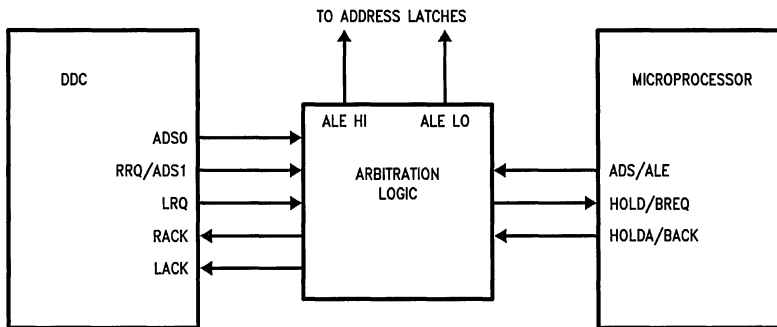 TO ADDRESS LATCHES
DDC
MICROPROCESSOR
ALE HI
ALE LO
ADS0
RRQ/ADS1
LRQ
RACK
LACK
ARBITRATION
LOGIC
ADS/ALE
HOLD/BREQ
HOLDA/BACK